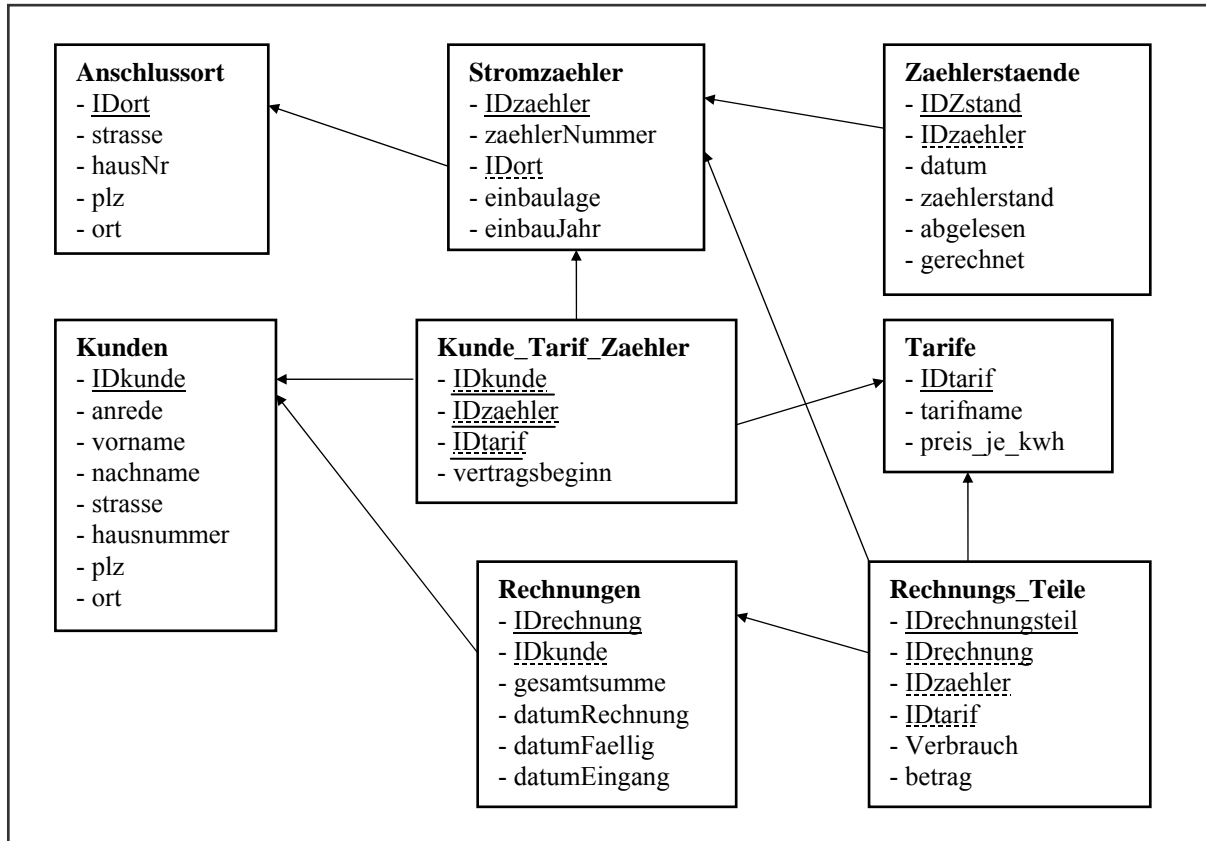 Anschlussort
- IDort
- strasse
- hausNr
- plz
- ort
Stromzaehler
- IDzaehler
- zaehlerNummer
- IDort
- einbaulage
- einbauJahr
Zaehlerstaende
- IDZstand
- IDzaehler
- datum
- zaehlerstand
- abgelesen
- gerechnet
Kunden
- IDkunde
- anrede
- vorname
- nachname
- strasse
- hausnummer
- plz
- ort
Kunde_Tarif_Zaehler
- IDkunde
- IDzaehler
- IDtarif
- vertragsbeginn
Tarife
- IDtarif
- tarifname
- preis_je_kwh
Rechnungen
- IDrechnung
- IDkunde
- gesamtsumme
- datumRechnung
- datumFaellig
- datumEingang
Rechnungs_Teile
- IDrechnungsteil
- IDrechnung
- IDzaehler
- IDtarif
- Verbrauch
- betrag